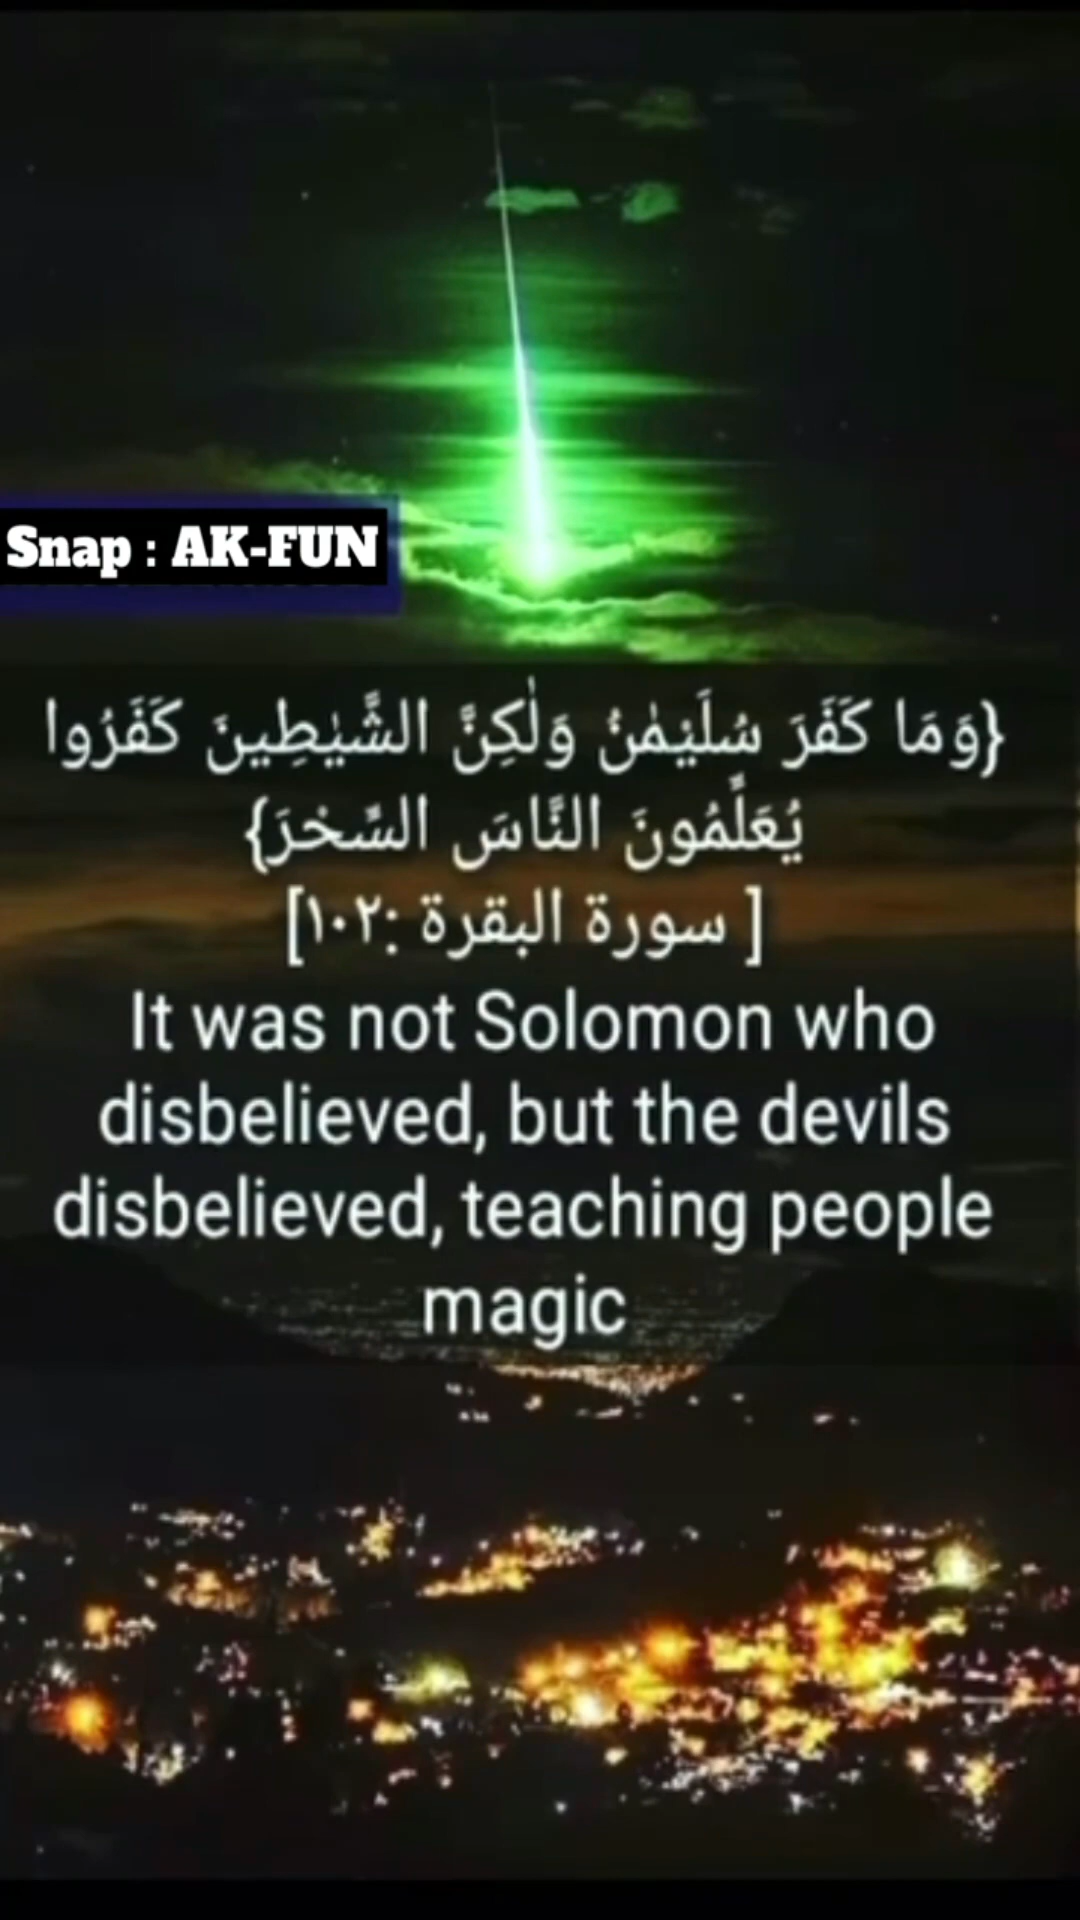 Snap : AK-FUN
{وَمَا كَفَرَ سُلَيْمَٰنُ وَلَٰكِنَّ الشَّيَٰطِينَ كَفَرُوا
يُعَلِّمُونَ النَّاسَ السِّحْرَ}
[ سورة البقرة :١٠٢]
It was not Solomon who
disbelieved, but the devils
disbelieved, teaching people
magic